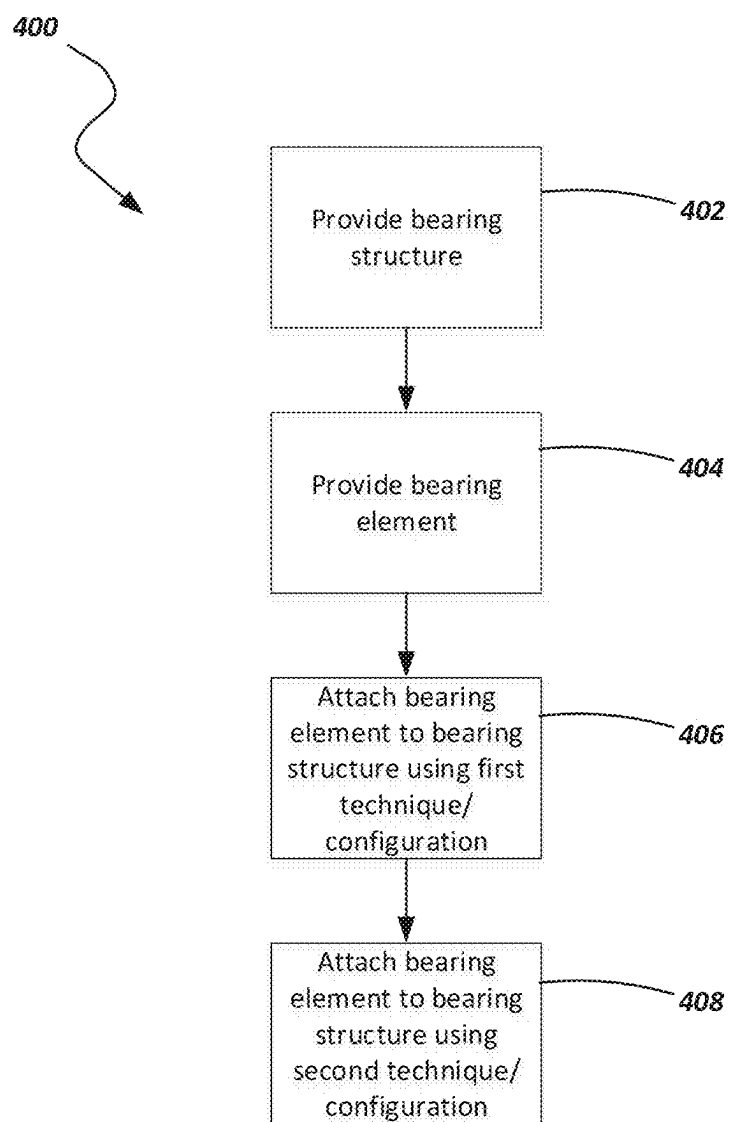 400
Provide bearing
structure
402
Provide bearing
element
404
Attach bearing
element to bearing
structure using first
technique/
configuration
406
Attach bearing
element to bearing
structure using
second technique/
configuration
408